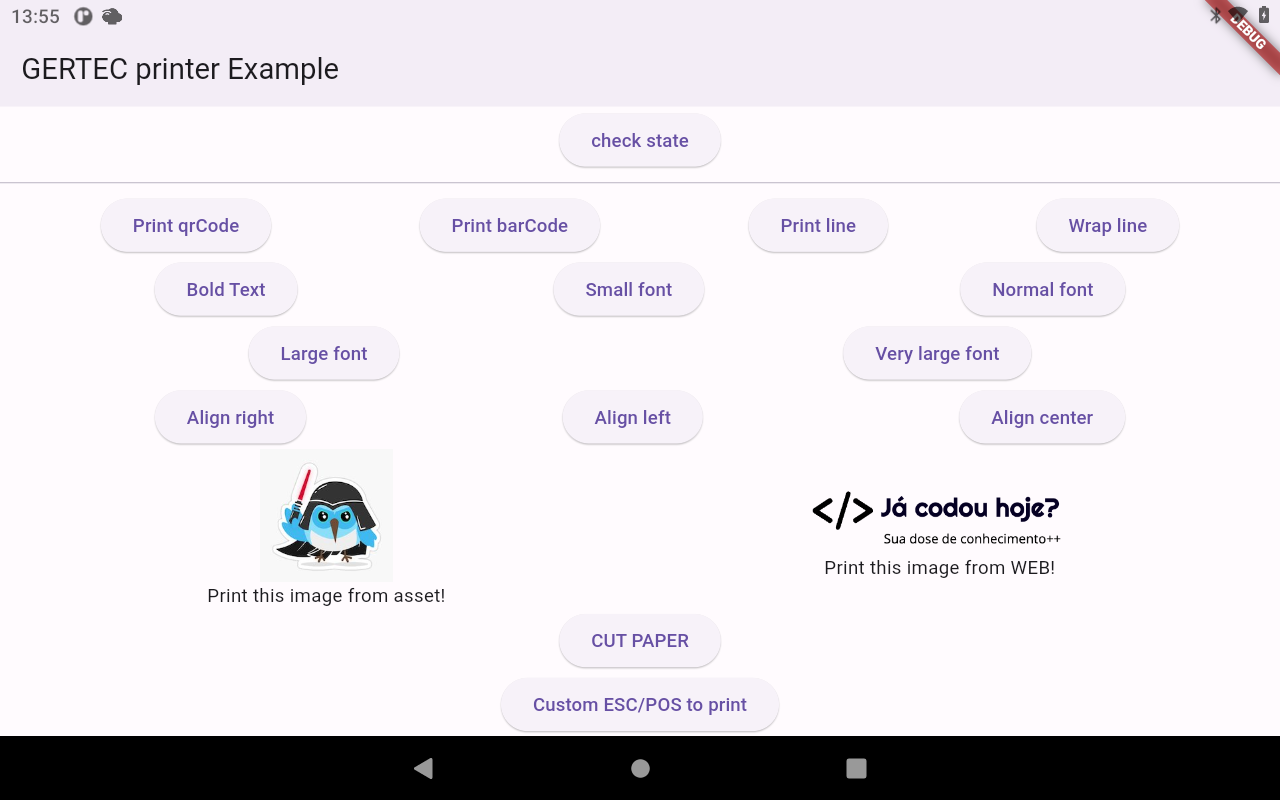 13:55
DEBUG
GERTEC printer Example
check state
Print qrCode
Print barCode
Print line
Wrap line
Bold Text
Small font
Normal font
Large font
Very large font
Align right
Align left
Align center
</> Já codou hoje?
Sua dose de conhecimento++
Print this image from WEB!
Print this image from asset!
CUT PAPER
Custom ESC/POS to print